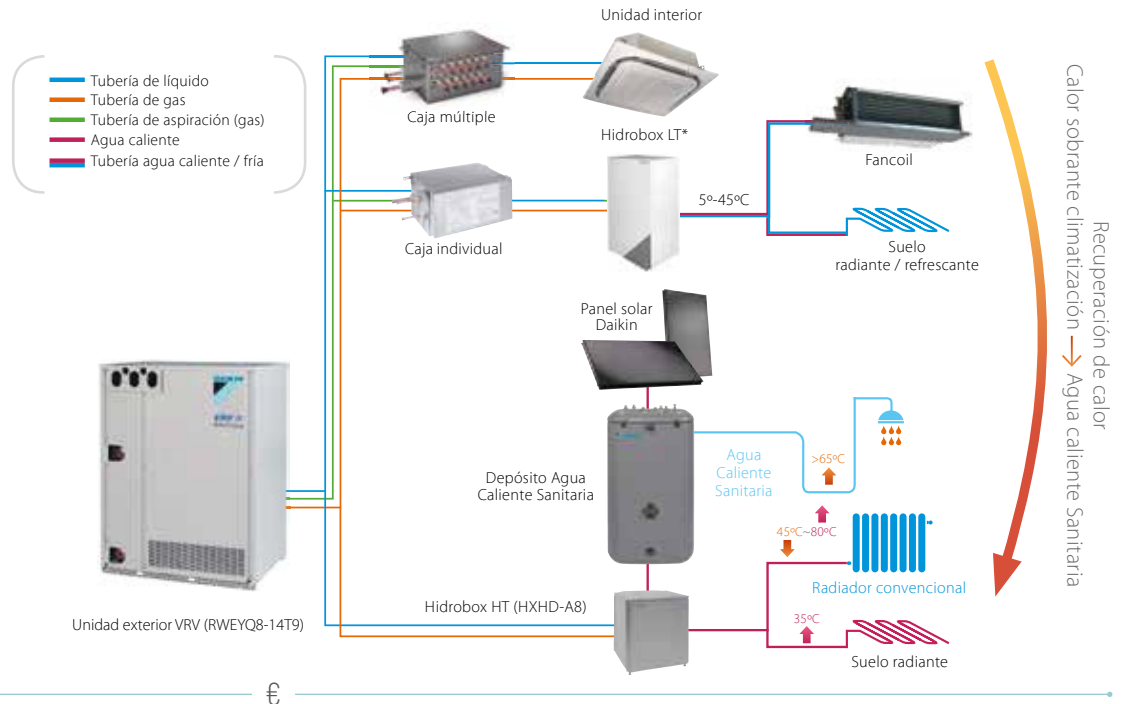 Tubería de líquido
Tubería de gas
Tubería de aspiración (gas)
Agua caliente
Tubería agua caliente / fría
Unidad interior
Caja múltiple
Hidrobox LT*
Fancoil
5º-45ºC
Caja individual
Suelo
radiante / refrescante
Panel solar
Daikin
Depósito Agua
Caliente Sanitaria
Agua
Caliente
Sanitaria
>65ºC
45ºC~80ºC
Radiador convencional
Hidrobox HT (HXHD-A8)
35ºC
Suelo radiante
Unidad exterior VRV (RWEYQ8-14T9)
Recuperación de calor
Calor sobrante climatización → Agua caliente Sanitaria
€